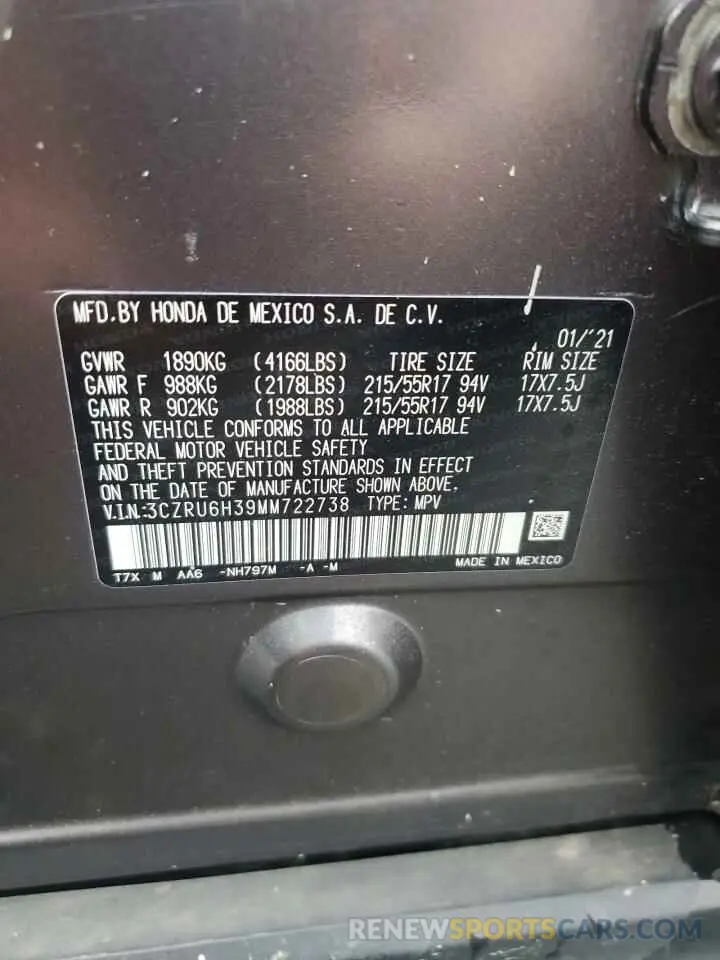 MFD.BY HONDA DE MEXICO S.A. DE C.V.
01/'21
GVWR 1890KG (4166LBS) TIRE SIZE RIM SIZE
GAWR F 988KG (2178LBS) 215/55R17 94V 17X7.5J
GAWR R 902KG (1988LBS) 215/55R17 94V 17X7.5J
THIS VEHICLE CONFORMS TO ALL APPLICABLE
FEDERAL MOTOR VEHICLE SAFETY
AND THEFT PREVENTION STANDARDS IN EFFECT
ON THE DATE OF MANUFACTURE SHOWN ABOVE.
V.I.N.:3CZRU6H39MM722738 TYPE: MPV
T7X M AA6 -NH797M -A -M MADE IN MEXICO
RENEWSPORTSCARS.COM